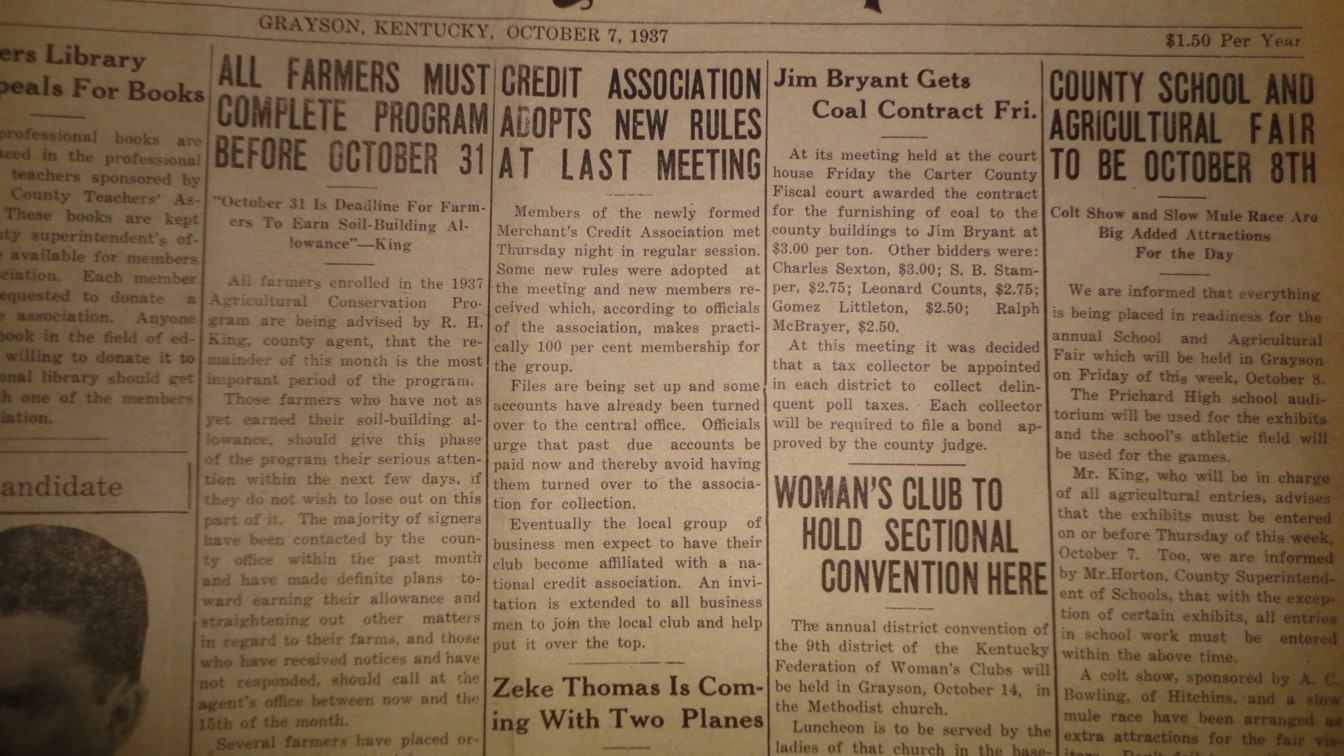 GRAYSON, KENTUCKY, OCTOBER 7, 1937
$1.50 Per Year
ers Library
peals For Books
professional books are
aced in the professional
teachers sponsored by
County Teachers' As-
These books are kept
ty superintendent's of-
available for members
ciation. Each member
equested to donate a
association. Anyone
book in the field of ed-
willing to donate it to
onal library should get
h one of the members
iation.
andidate
ALL FARMERS MUST
COMPLETE PROGRAM
BEFORE OCTOBER 31
"October 31 Is Deadline For Farm-
ers To Earn Soil-Building Al-
lowance"—King
All farmers enrolled in the 1937
Agricultural Conservation Pro-
gram are being advised by R. H.
King, county agent, that the re-
mainder of this month is the most
imporant period of the program.
Those farmers who have not as
yet earned their soil-building al-
lowance, should give this phase
of the program their serious atten-
tion within the next few days, if
they do not wish to lose out on this
part of it. The majority of signers
have been contacted by the coun-
ty office within the past month
and have made definite plans to-
ward earning their allowance and
straightening out other matters
in regard to their farms, and those
who have received notices and have
not responded, should call at the
agent's office between now and the
15th of the month.
Several farmers have placed or-
CREDIT ASSOCIATION
ADOPTS NEW RULES
AT LAST MEETING
Members of the newly formed
Merchant's Credit Association met
Thursday night in regular session.
Some new rules were adopted at
the meeting and new members re-
ceived which, according to officials
of the association, makes practi-
cally 100 per cent membership for
the group.
Files are being set up and some
accounts have already been turned
over to the central office. Officials
urge that past due accounts be
paid now and thereby avoid having
them turned over to the associa-
tion for collection.
Eventually the local group of
business men expect to have their
club become affiliated with a na-
tional credit association. An invi-
tation is extended to all business
men to join the local club and help
put it over the top.
Zeke Thomas Is Com-
ing With Two Planes
Jim Bryant Gets
Coal Contract Fri.
At its meeting held at the court
house Friday the Carter County
Fiscal court awarded the contract
for the furnishing of coal to the
county buildings to Jim Bryant at
$3.00 per ton. Other bidders were:
Charles Sexton, $3.00; S. B. Stam-
per, $2.75; Leonard Counts, $2.75;
Gomez Littleton, $2.50; Ralph
McBrayer, $2.50.
At this meeting it was decided
that a tax collector be appointed
in each district to collect delin-
quent poll taxes. Each collector
will be required to file a bond ap-
proved by the county judge.
WOMAN'S CLUB TO
HOLD SECTIONAL
CONVENTION HERE
The annual district convention of
the 9th district of the Kentucky
Federation of Woman's Clubs will
be held in Grayson, October 14, in
the Methodist church.
Luncheon is to be served by the
ladies of that church in the base-
COUNTY SCHOOL AND
AGRICULTURAL FAIR
TO BE OCTOBER 8TH
Colt Show and Slow Mule Race Are
Big Added Attractions
For the Day
We are informed that everything
is being placed in readiness for the
annual School and Agricultural
Fair which will be held in Grayson
on Friday of this week, October 8.
The Prichard High school audi-
torium will be used for the exhibits
and the school's athletic field will
be used for the games.
Mr. King, who will be in charge
of all agricultural entries, advises
that the exhibits must be entered
on or before Thursday of this week,
October 7. Too, we are informed
by Mr.Horton, County Superintend-
ent of Schools, that with the excep-
tion of certain exhibits, all entries
in school work must be entered
within the above time.
A colt show, sponsored by A. C.
Bowling, of Hitchins, and a slow
mule race have been arranged as
extra attractions for the fair